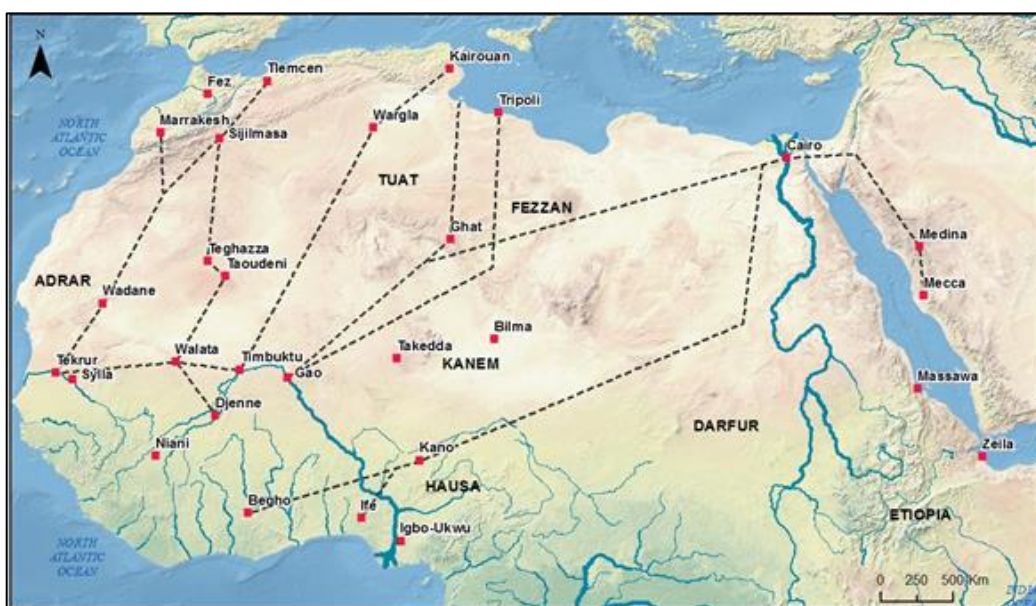 N
Kairouan
Tlemcen
Fez
Tripoli
Marrakesh
Wargla
Sijilmasa
NORTH
ATLANTIC
OCEAN
Cairo
TUAT
FEZZAN
Ghat
Medina
Teghazza
Taoudeni
ADRAR
Wadane
Mecca
Bilma
Walata
Timbuktu
Takedda
KANEM
Tekrur
Sylla
Gao
Massawa
Djenne
DARFUR
Niani
Kano
Zeila
HAUSA
Begho
Ife
ETIOPIA
Igbo-Ukwu
NORTH
ATLANTIC
OCEAN
0 250 500 Km